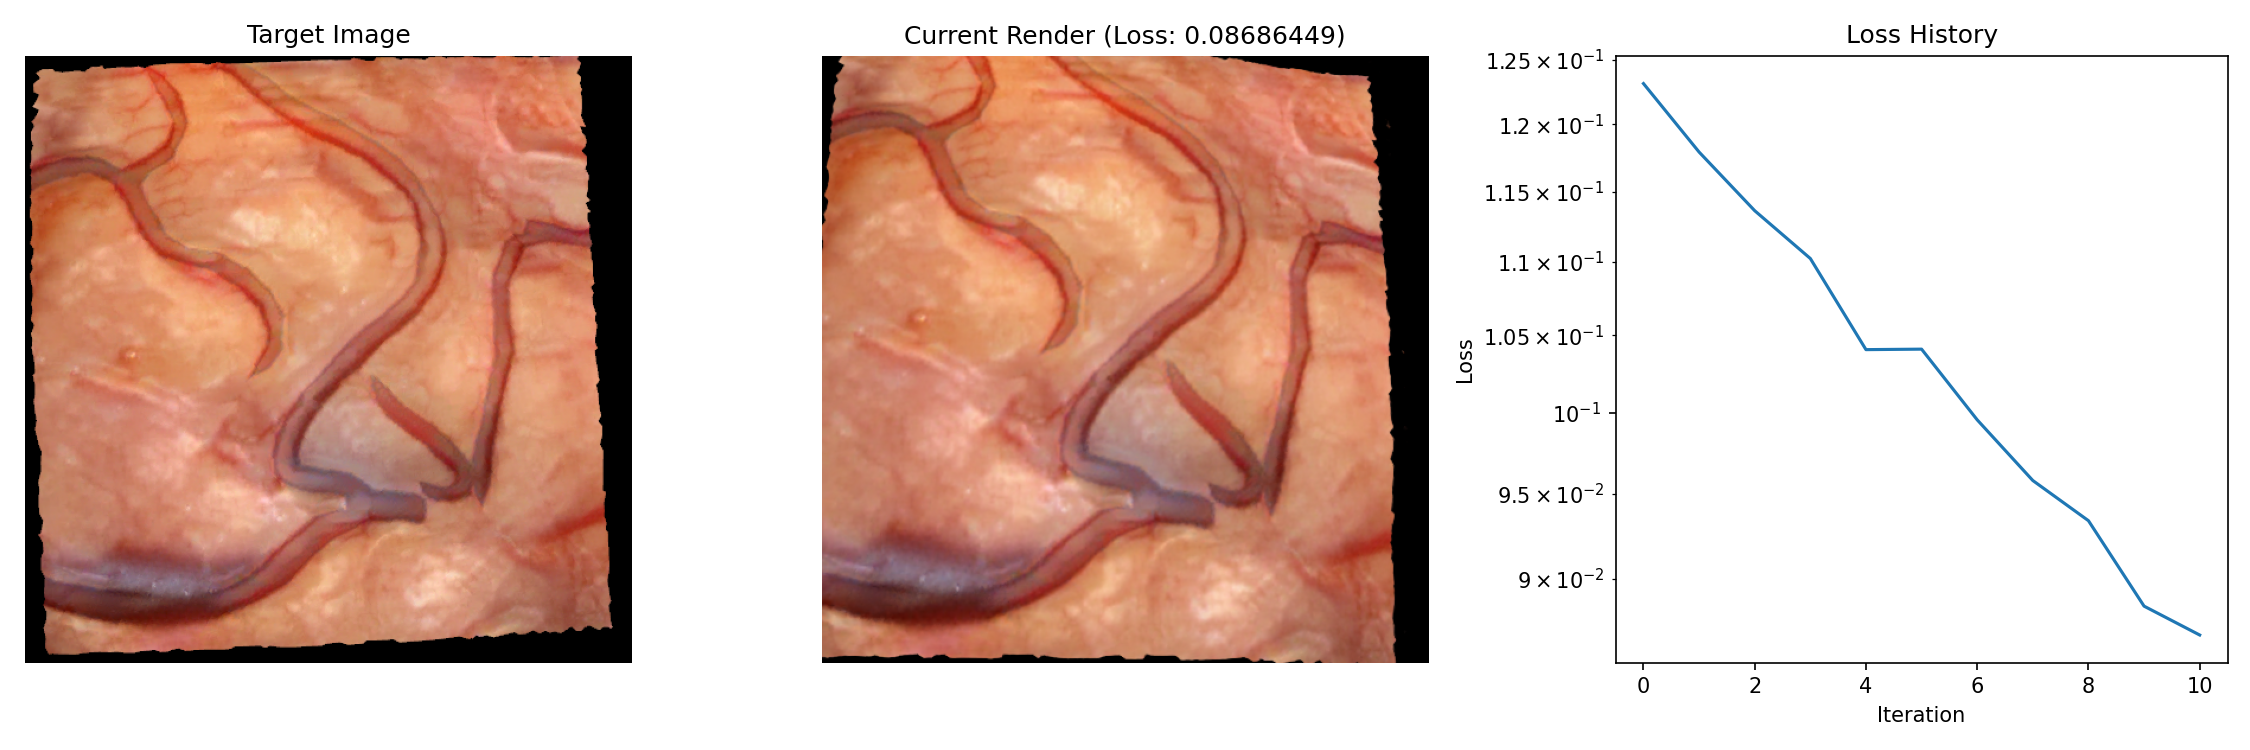 Target Image
Current Render (Loss: 0.08686449)
Loss History
1.25 × 10⁻¹
1.2 × 10⁻¹
1.15 × 10⁻¹
1.1 × 10⁻¹
1.05 × 10⁻¹
10⁻¹
9.5 × 10⁻²
9 × 10⁻²
Loss
0 2 4 6 8 10
Iteration